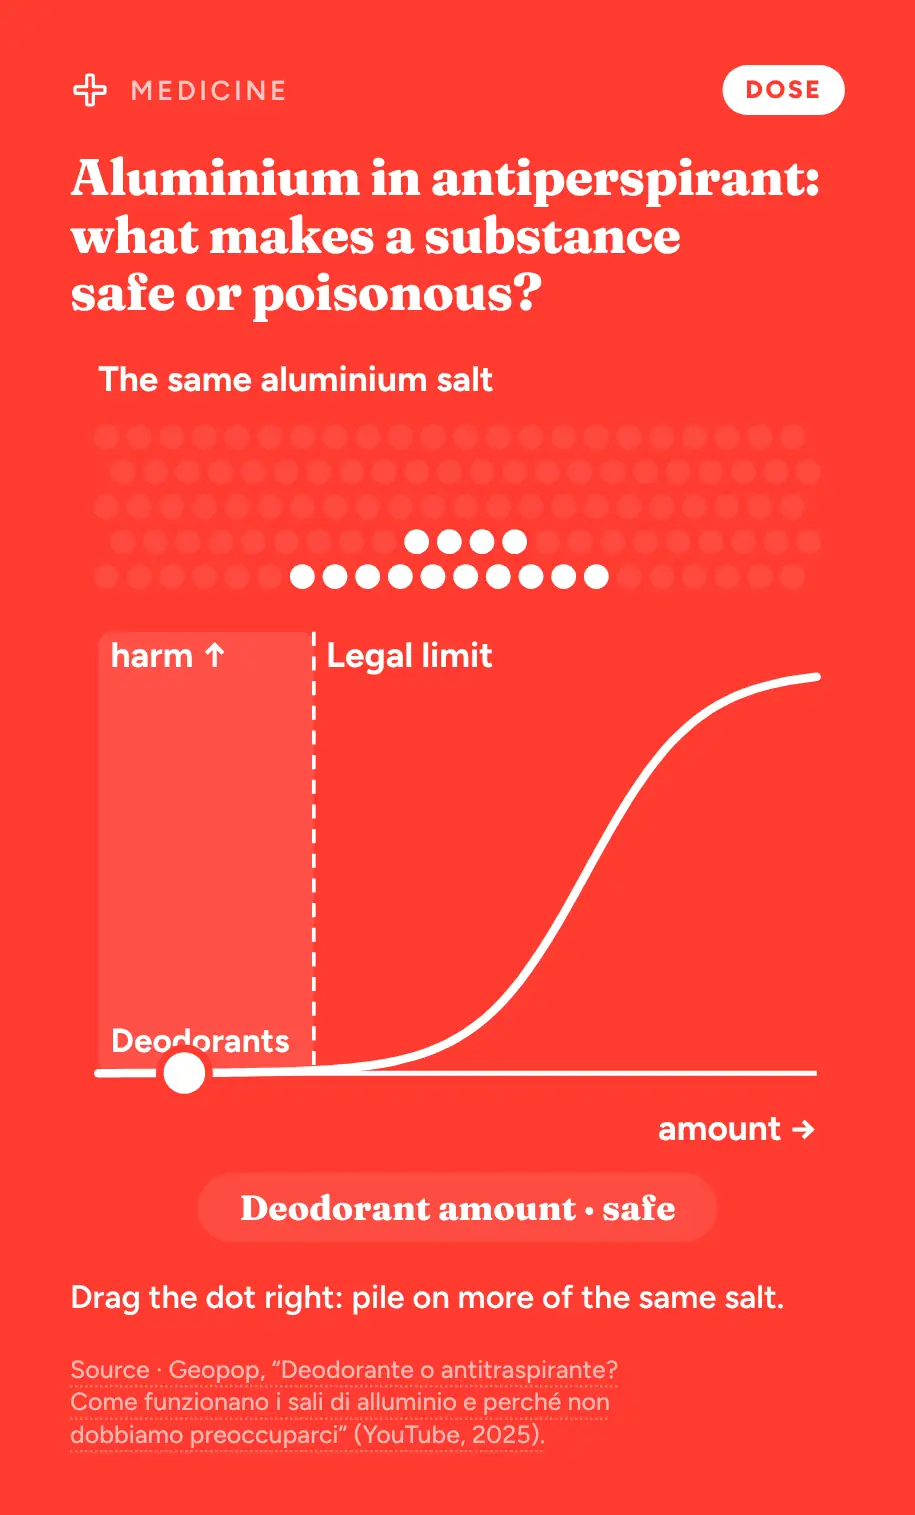 MEDICINE
DOSE
Aluminium in antiperspirant:
what makes a substance
safe or poisonous?
The same aluminium salt
harm ↑
Legal limit
Deodorants
amount →
Deodorant amount · safe
Drag the dot right: pile on more of the same salt.
Source · Geopop, “Deodorante o antitraspirante?
Come funzionano i sali di alluminio e perché non
dobbiamo preoccuparci” (YouTube, 2025).